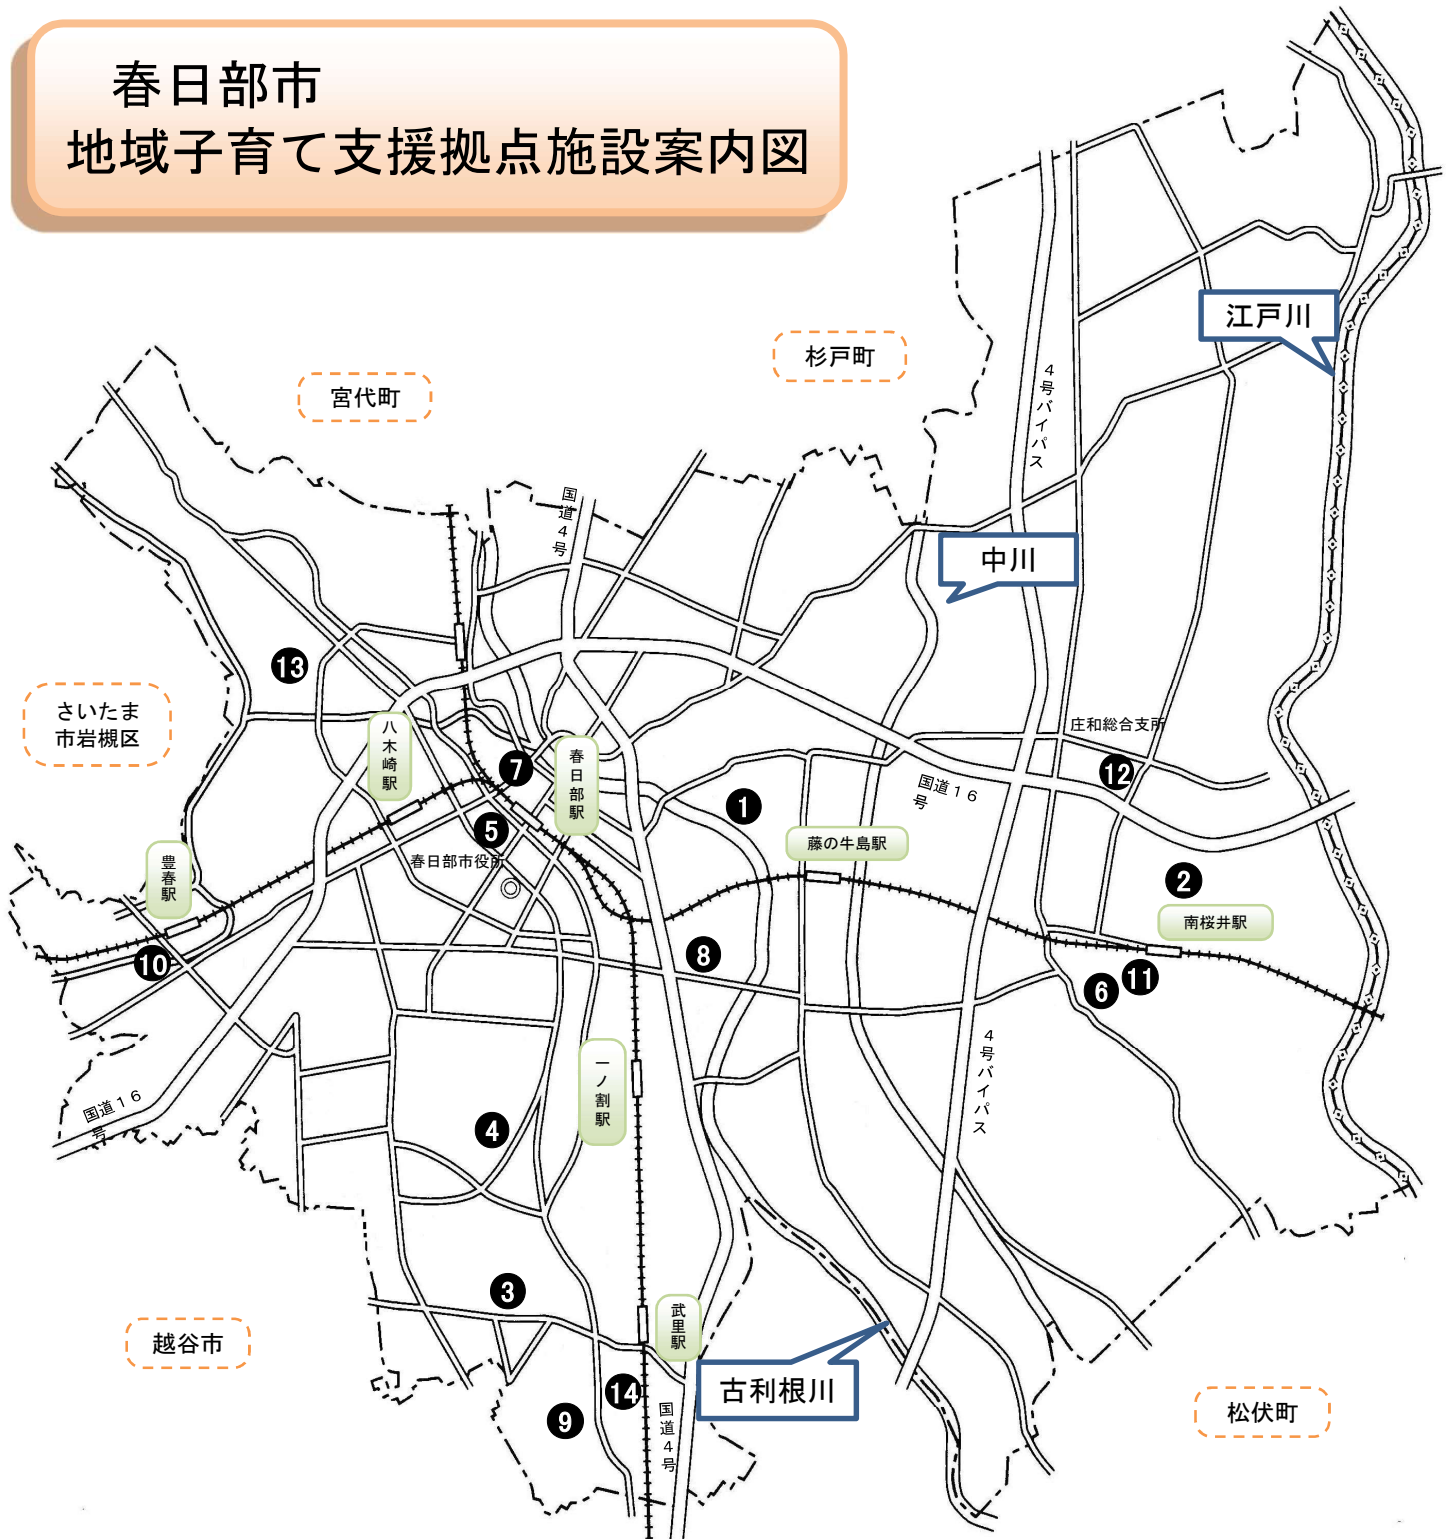 春日部市
地域子育て支援拠点施設案内図
江戸川
杉戸町
宮代町
4号バイパス
国道4号
中川
13
さいたま
市岩槻区
庄和総合支所
八木崎駅
春日部駅
7
12
国道16
号
1
5
藤の牛島駅
春日部市役所
豊春駅
2
南桜井駅
8
10
11
6
4号バイパス
一ノ割駅
国道16
号
4
3
武里駅
越谷市
古利根川
14
9
国道4号
松伏町